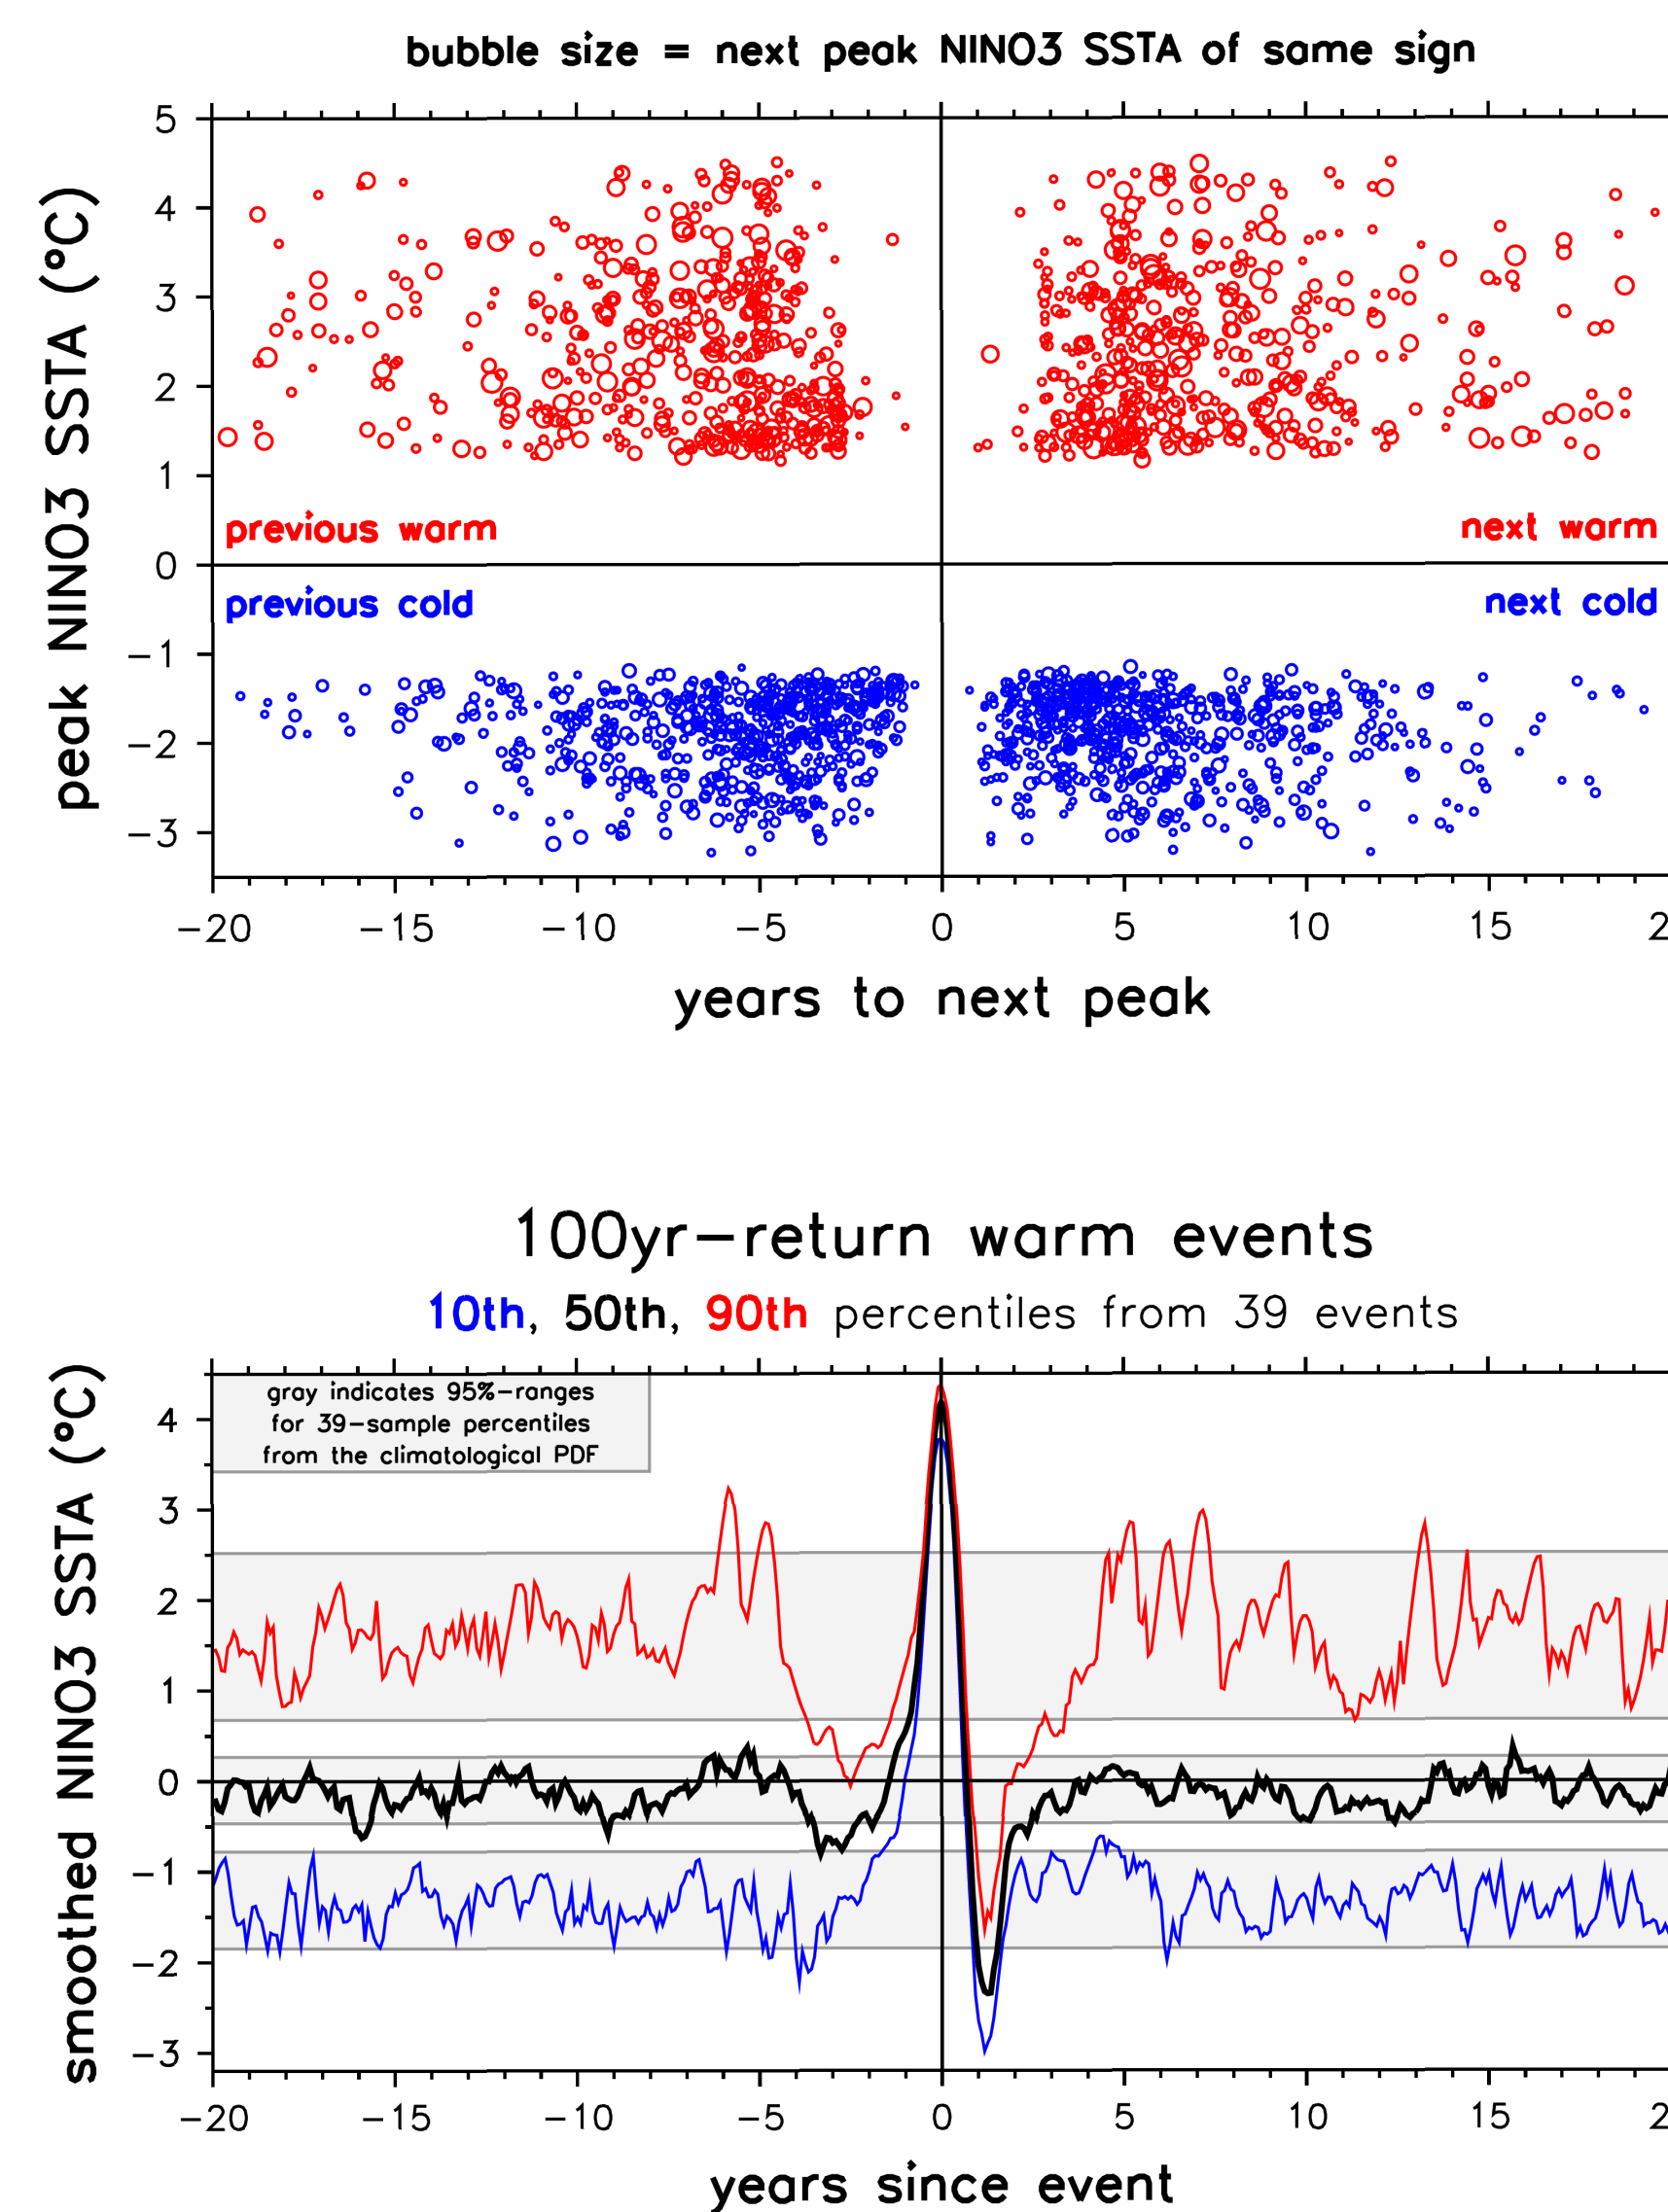 bubble size = next peak NINO3 SSTA of same sign
peak NINO3 SSTA (°C)
5
4
3
2
1
0
−1
−2
−3
previous warm
next warm
previous cold
next cold
−20
−15
−10
−5
0
5
10
15
2
years to next peak
100yr−return warm events
10th, 50th, 90th percentiles from 39 events
smoothed NINO3 SSTA (°C)
gray indicates 95%−ranges
for 39−sample percentiles
from the climatological PDF
4
3
2
1
0
−1
−2
−3
−20
−15
−10
−5
0
5
10
15
2
years since event